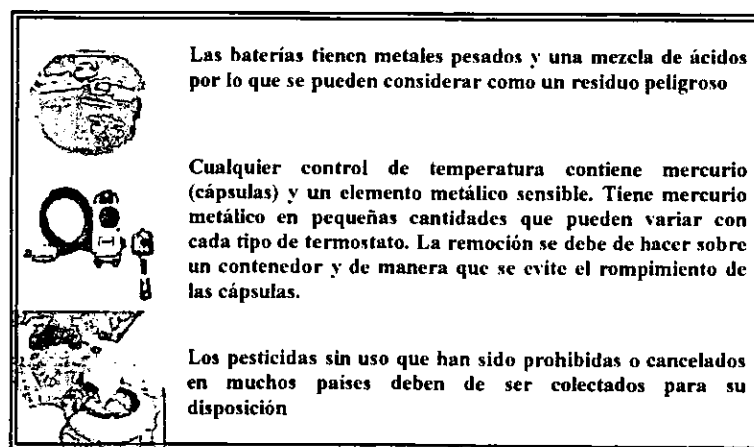 Las baterías tienen metales pesados y una mezcla de ácidos
por lo que se pueden considerar como un residuo peligroso
Cualquier control de temperatura contiene mercurio
(cápsulas) y un elemento metálico sensible. Tiene mercurio
metálico en pequeñas cantidades que pueden variar con
cada tipo de termostato. La remoción se debe de hacer sobre
un contenedor y de manera que se evite el rompimiento de
las cápsulas.
Los pesticidas sin uso que han sido prohibidas o cancelados
en muchos países deben de ser colectados para su
disposición